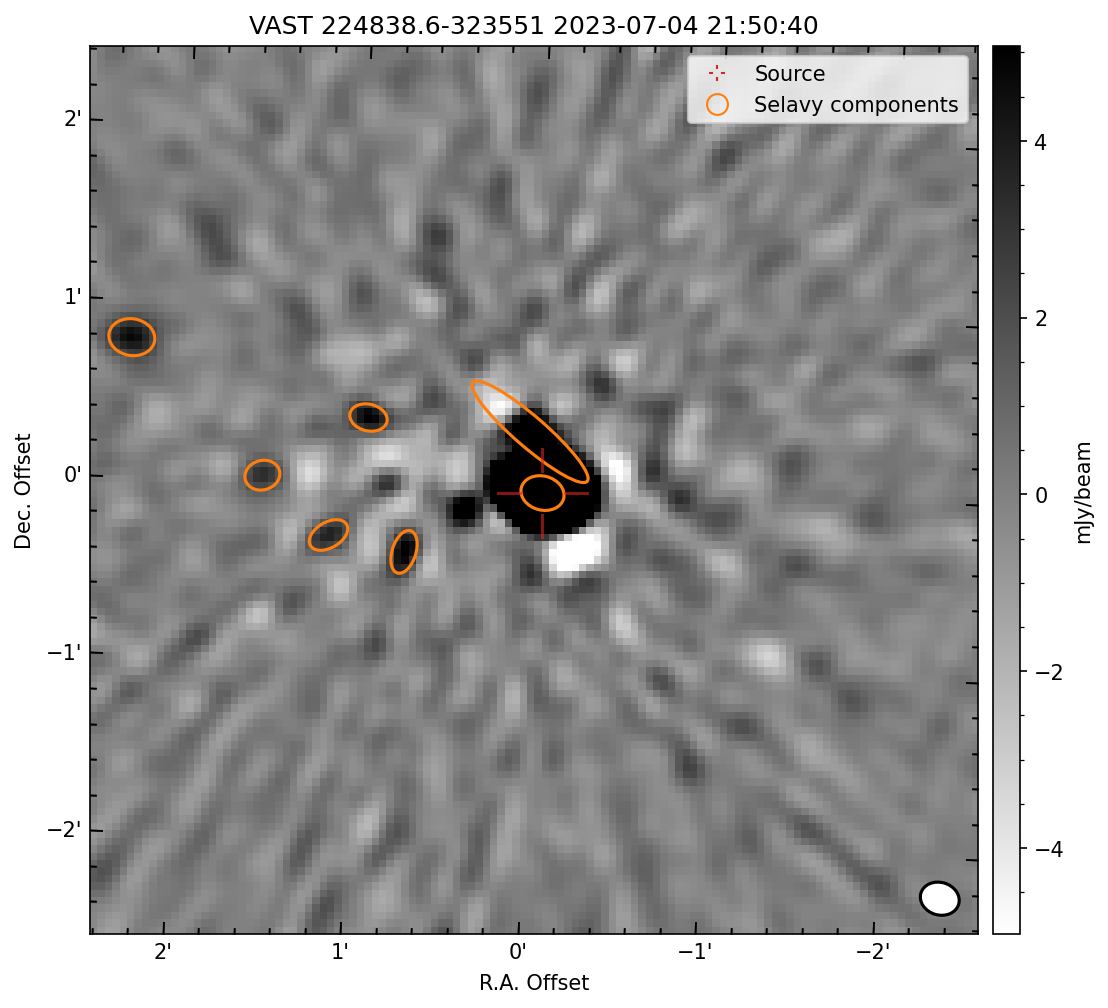 VAST 224838.6-323551 2023-07-04 21:50:40
Source
Selavy components
2'
1'
0'
−1'
−2'
Dec. Offset
2'
1'
0'
−1'
−2'
R.A. Offset
4
2
0
−2
−4
mJy/beam